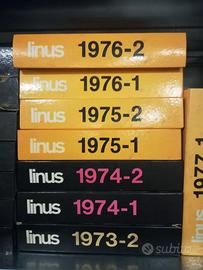 linus 1976-2
linus 1976-1
linus 1975-2
linus 1975-1
linus 1974-2
linus 1974-1
linus 1973-2
1977-1
subito